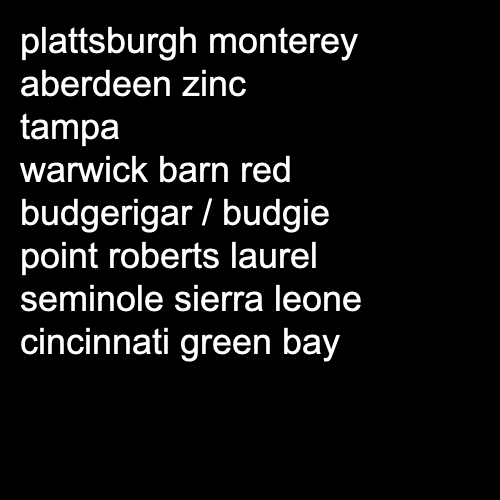 plattsburgh monterey
aberdeen zinc
tampa
warwick barn red
budgerigar / budgie
point roberts laurel
seminole sierra leone
cincinnati green bay